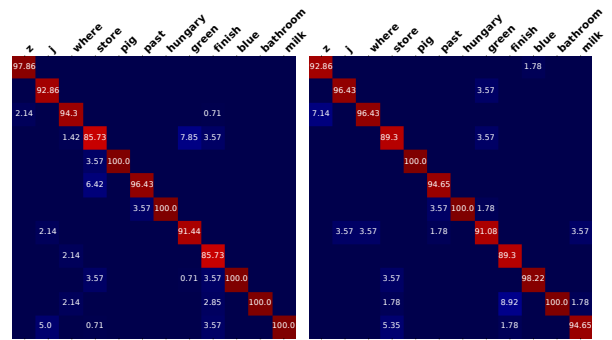 z j where store pig past hungary green finish blue bathroom milk z j where store pig past hungary green finish blue bathroom milk
97.86 92.86 1.78
92.86 96.43 3.57
2.14 94.3 0.71 7.14 96.43
1.42 85.73 7.85 3.57 89.3 3.57
3.57 100.0 100.0
6.42 96.43 94.65
3.57 100.0 3.57 100.0 1.78
2.14 91.44 3.57 3.57 1.78 91.08 3.57
2.14 85.73 89.3
3.57 0.71 3.57 100.0 3.57 98.22
2.14 2.85 100.0 1.78 8.92 100.0 1.78
5.0 0.71 3.57 100.0 5.35 1.78 94.65